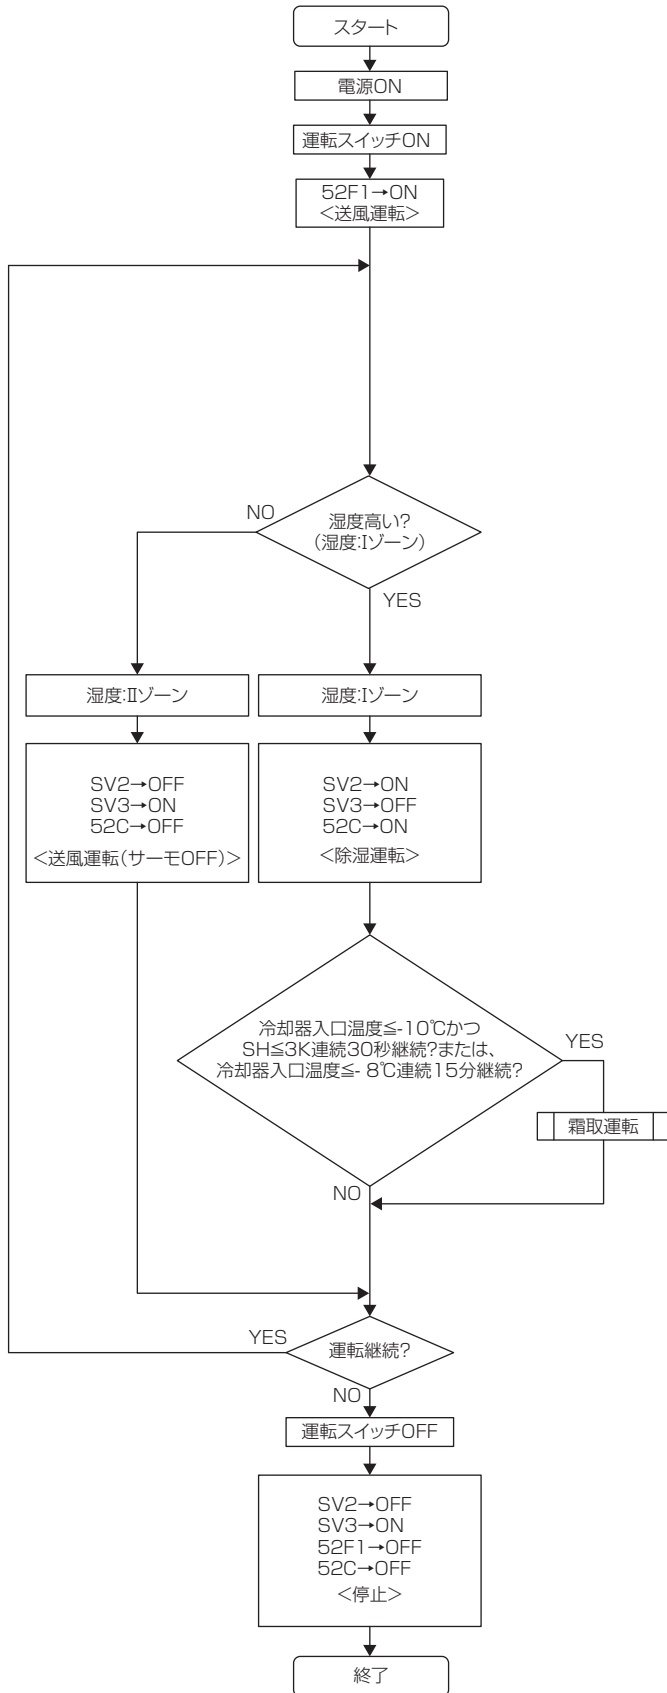 スタート
電源ON
運転スイッチON
52F1→ON
＜送風運転＞
湿度高い?
(湿度:Iゾーン)
NO
YES
湿度:IIゾーン
湿度:Iゾーン
SV2→OFF
SV3→ON
52C→OFF
＜送風運転(サーモOFF)＞
SV2→ON
SV3→OFF
52C→ON
＜除湿運転＞
冷却器入口温度≦-10℃かつ
SH≦3K連続30秒継続?または、
冷却器入口温度≦- 8℃連続15分継続?
YES
霜取運転
NO
運転継続?
YES
NO
運転スイッチOFF
SV2→OFF
SV3→ON
52F1→OFF
52C→OFF
＜停止＞
終了